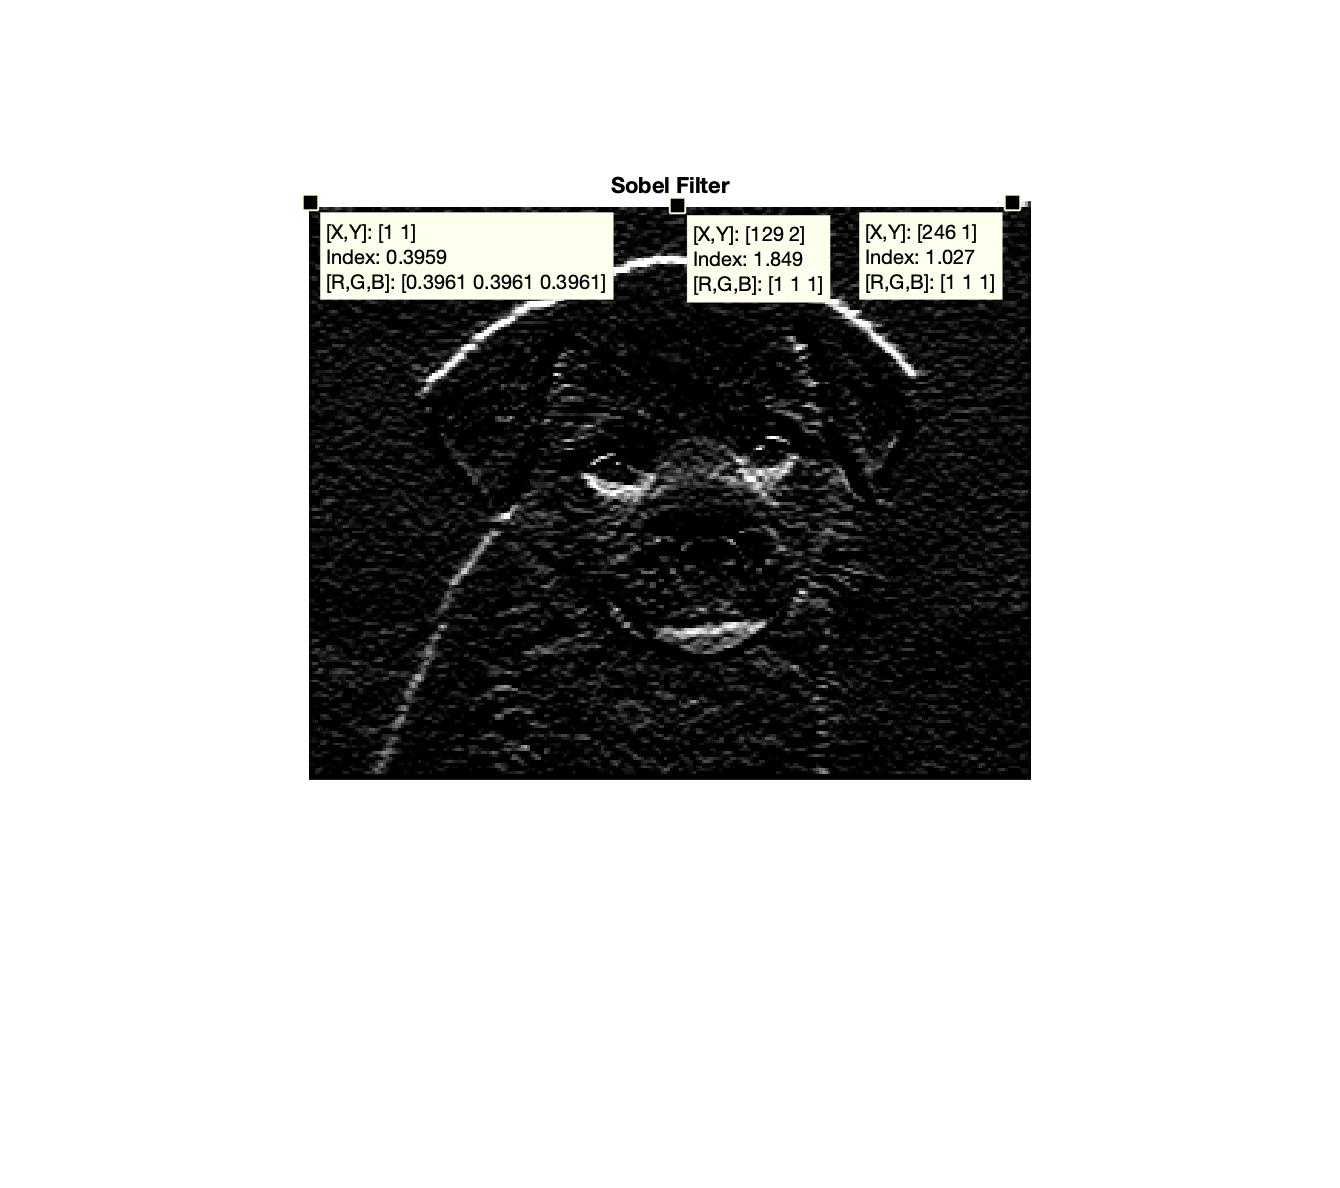 Sobel Filter
[X,Y]: [1 1]
Index: 0.3959
[R,G,B]: [0.3961 0.3961 0.3961]
[X,Y]: [129 2]
Index: 1.849
[R,G,B]: [1 1 1]
[X,Y]: [246 1]
Index: 1.027
[R,G,B]: [1 1 1]